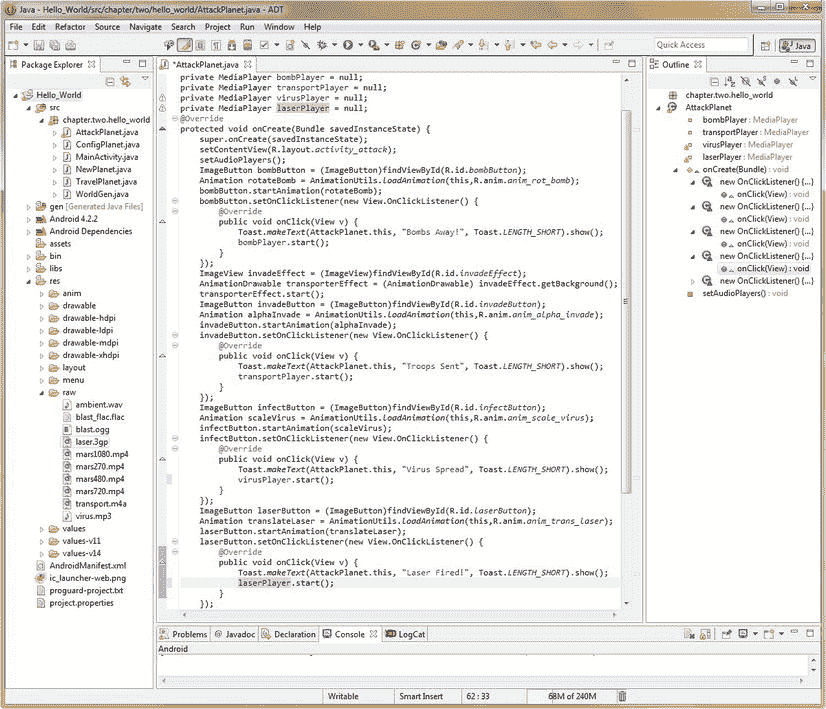 Java - Hello_World/src/chapter/two/hello_world/AttackPlanet.java - ADT
File Edit Refactor Source Navigate Search Project Run Window Help
Quick Access
Java
Package Explorer
Hello_World
src
chapter.two.hello_world
AttackPlanet.java
ConfigPlanet.java
MainActivity.java
NewPlanet.java
TravelPlanet.java
WorldGen.java
gen [Generated Java Files]
Android 4.2.2
Android Dependencies
assets
bin
libs
res
anim
drawable
drawable-hdpi
drawable-ldpi
drawable-mdpi
drawable-xhdpi
layout
menu
raw
ambient.wav
blast_flac.flac
blast.ogg
laser.3gp
mars1080.mp4
mars270.mp4
mars480.mp4
mars720.mp4
transport.m4a
virus.mp3
values
values-v11
values-v14
AndroidManifest.xml
ic_launcher-web.png
proguard-project.txt
project.properties
*AttackPlanet.java
private MediaPlayer bombPlayer = null;
private MediaPlayer transportPlayer = null;
private MediaPlayer virusPlayer = null;
private MediaPlayer laserPlayer = null;
@Override
protected void onCreate(Bundle savedInstanceState) {
super.onCreate(savedInstanceState);
setContentView(R.layout.activity_attack);
setAudioPlayers();
ImageButton bombButton = (ImageButton)findViewById(R.id.bombButton);
Animation rotateBomb = AnimationUtils.loadAnimation(this,R.anim.anim_rot_bomb);
bombButton.startAnimation(rotateBomb);
bombButton.setOnClickListener(new View.OnClickListener() {
@Override
public void onClick(View v) {
Toast.makeText(AttackPlanet.this, "Bombs Away!", Toast.LENGTH_SHORT).show();
bombPlayer.start();
}
});
ImageView invadeEffect = (ImageView)findViewById(R.id.invadeEffect);
AnimationDrawable transporterEffect = (AnimationDrawable) invadeEffect.getBackground();
transporterEffect.start();
ImageButton invadeButton = (ImageButton)findViewById(R.id.invadeButton);
Animation alphaInvade = AnimationUtils.loadAnimation(this,R.anim.anim_alpha_invade);
invadeButton.startAnimation(alphaInvade);
invadeButton.setOnClickListener(new View.OnClickListener() {
@Override
public void onClick(View v) {
Toast.makeText(AttackPlanet.this, "Troops Sent", Toast.LENGTH_SHORT).show();
transportPlayer.start();
}
});
ImageButton infectButton = (ImageButton)findViewById(R.id.infectButton);
Animation scaleVirus = AnimationUtils.loadAnimation(this,R.anim.anim_scale_virus);
infectButton.startAnimation(scaleVirus);
infectButton.setOnClickListener(new View.OnClickListener() {
@Override
public void onClick(View v) {
Toast.makeText(AttackPlanet.this, "Virus Spread", Toast.LENGTH_SHORT).show();
virusPlayer.start();
}
});
ImageButton laserButton = (ImageButton)findViewById(R.id.laserButton);
Animation translateLaser = AnimationUtils.loadAnimation(this,R.anim.anim_trans_laser);
laserButton.startAnimation(translateLaser);
laserButton.setOnClickListener(new View.OnClickListener() {
@Override
public void onClick(View v) {
Toast.makeText(AttackPlanet.this, "Laser Fired!", Toast.LENGTH_SHORT).show();
laserPlayer.start();
}
});
Outline
chapter.two.hello_world
AttackPlanet
bombPlayer : MediaPlayer
transportPlayer : MediaPlayer
virusPlayer : MediaPlayer
laserPlayer : MediaPlayer
onCreate(Bundle) : void
new OnClickListener() {...}
onClick(View) : void
new OnClickListener() {...}
onClick(View) : void
new OnClickListener() {...}
onClick(View) : void
new OnClickListener() {...}
onClick(View) : void
new OnClickListener() {...}
setAudioPlayers() : void
Problems Javadoc Declaration Console LogCat
Android
Writable Smart Insert 62 : 33 68M of 240M